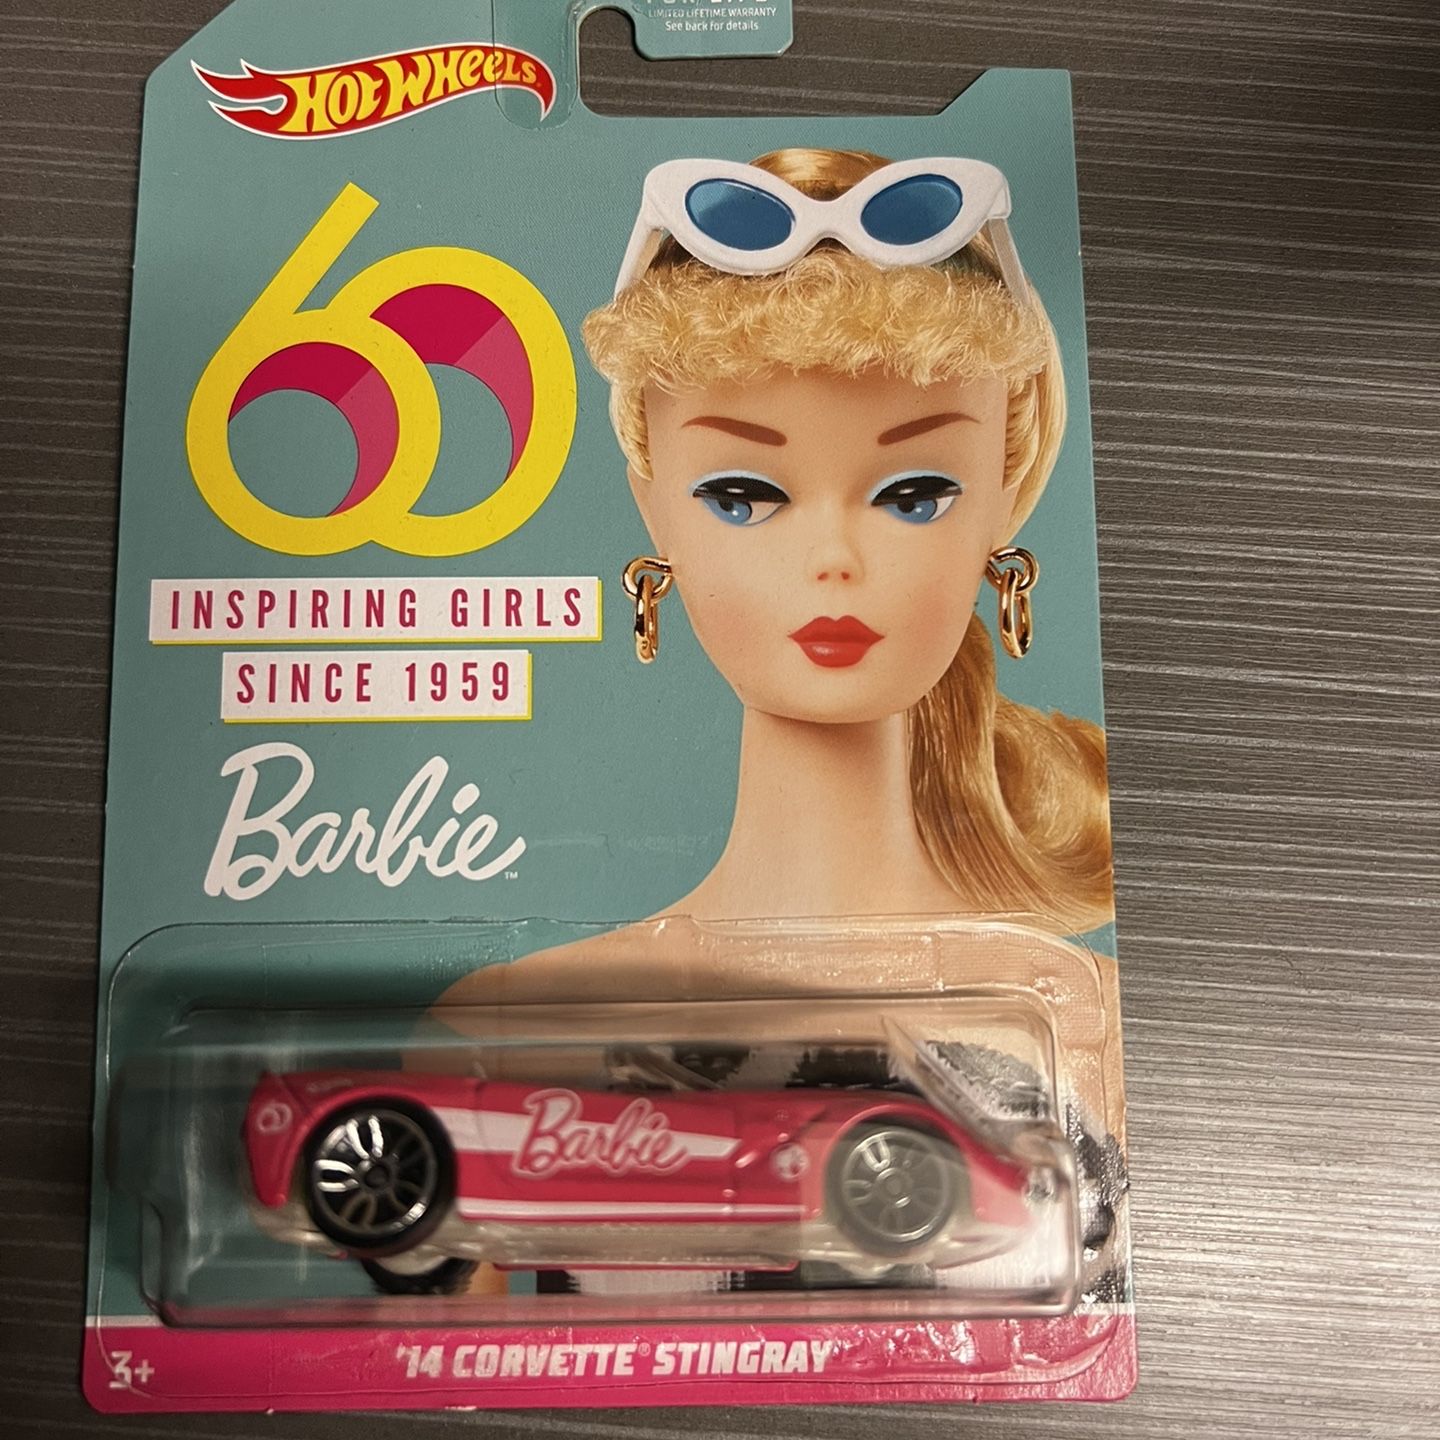 LIMITED LIFETIME WARRANTY
See back for details.
HOT WHEELS
60
INSPIRING GIRLS
SINCE 1959
Barbie™
Barbie
'14 CORVETTE® STINGRAY
3+